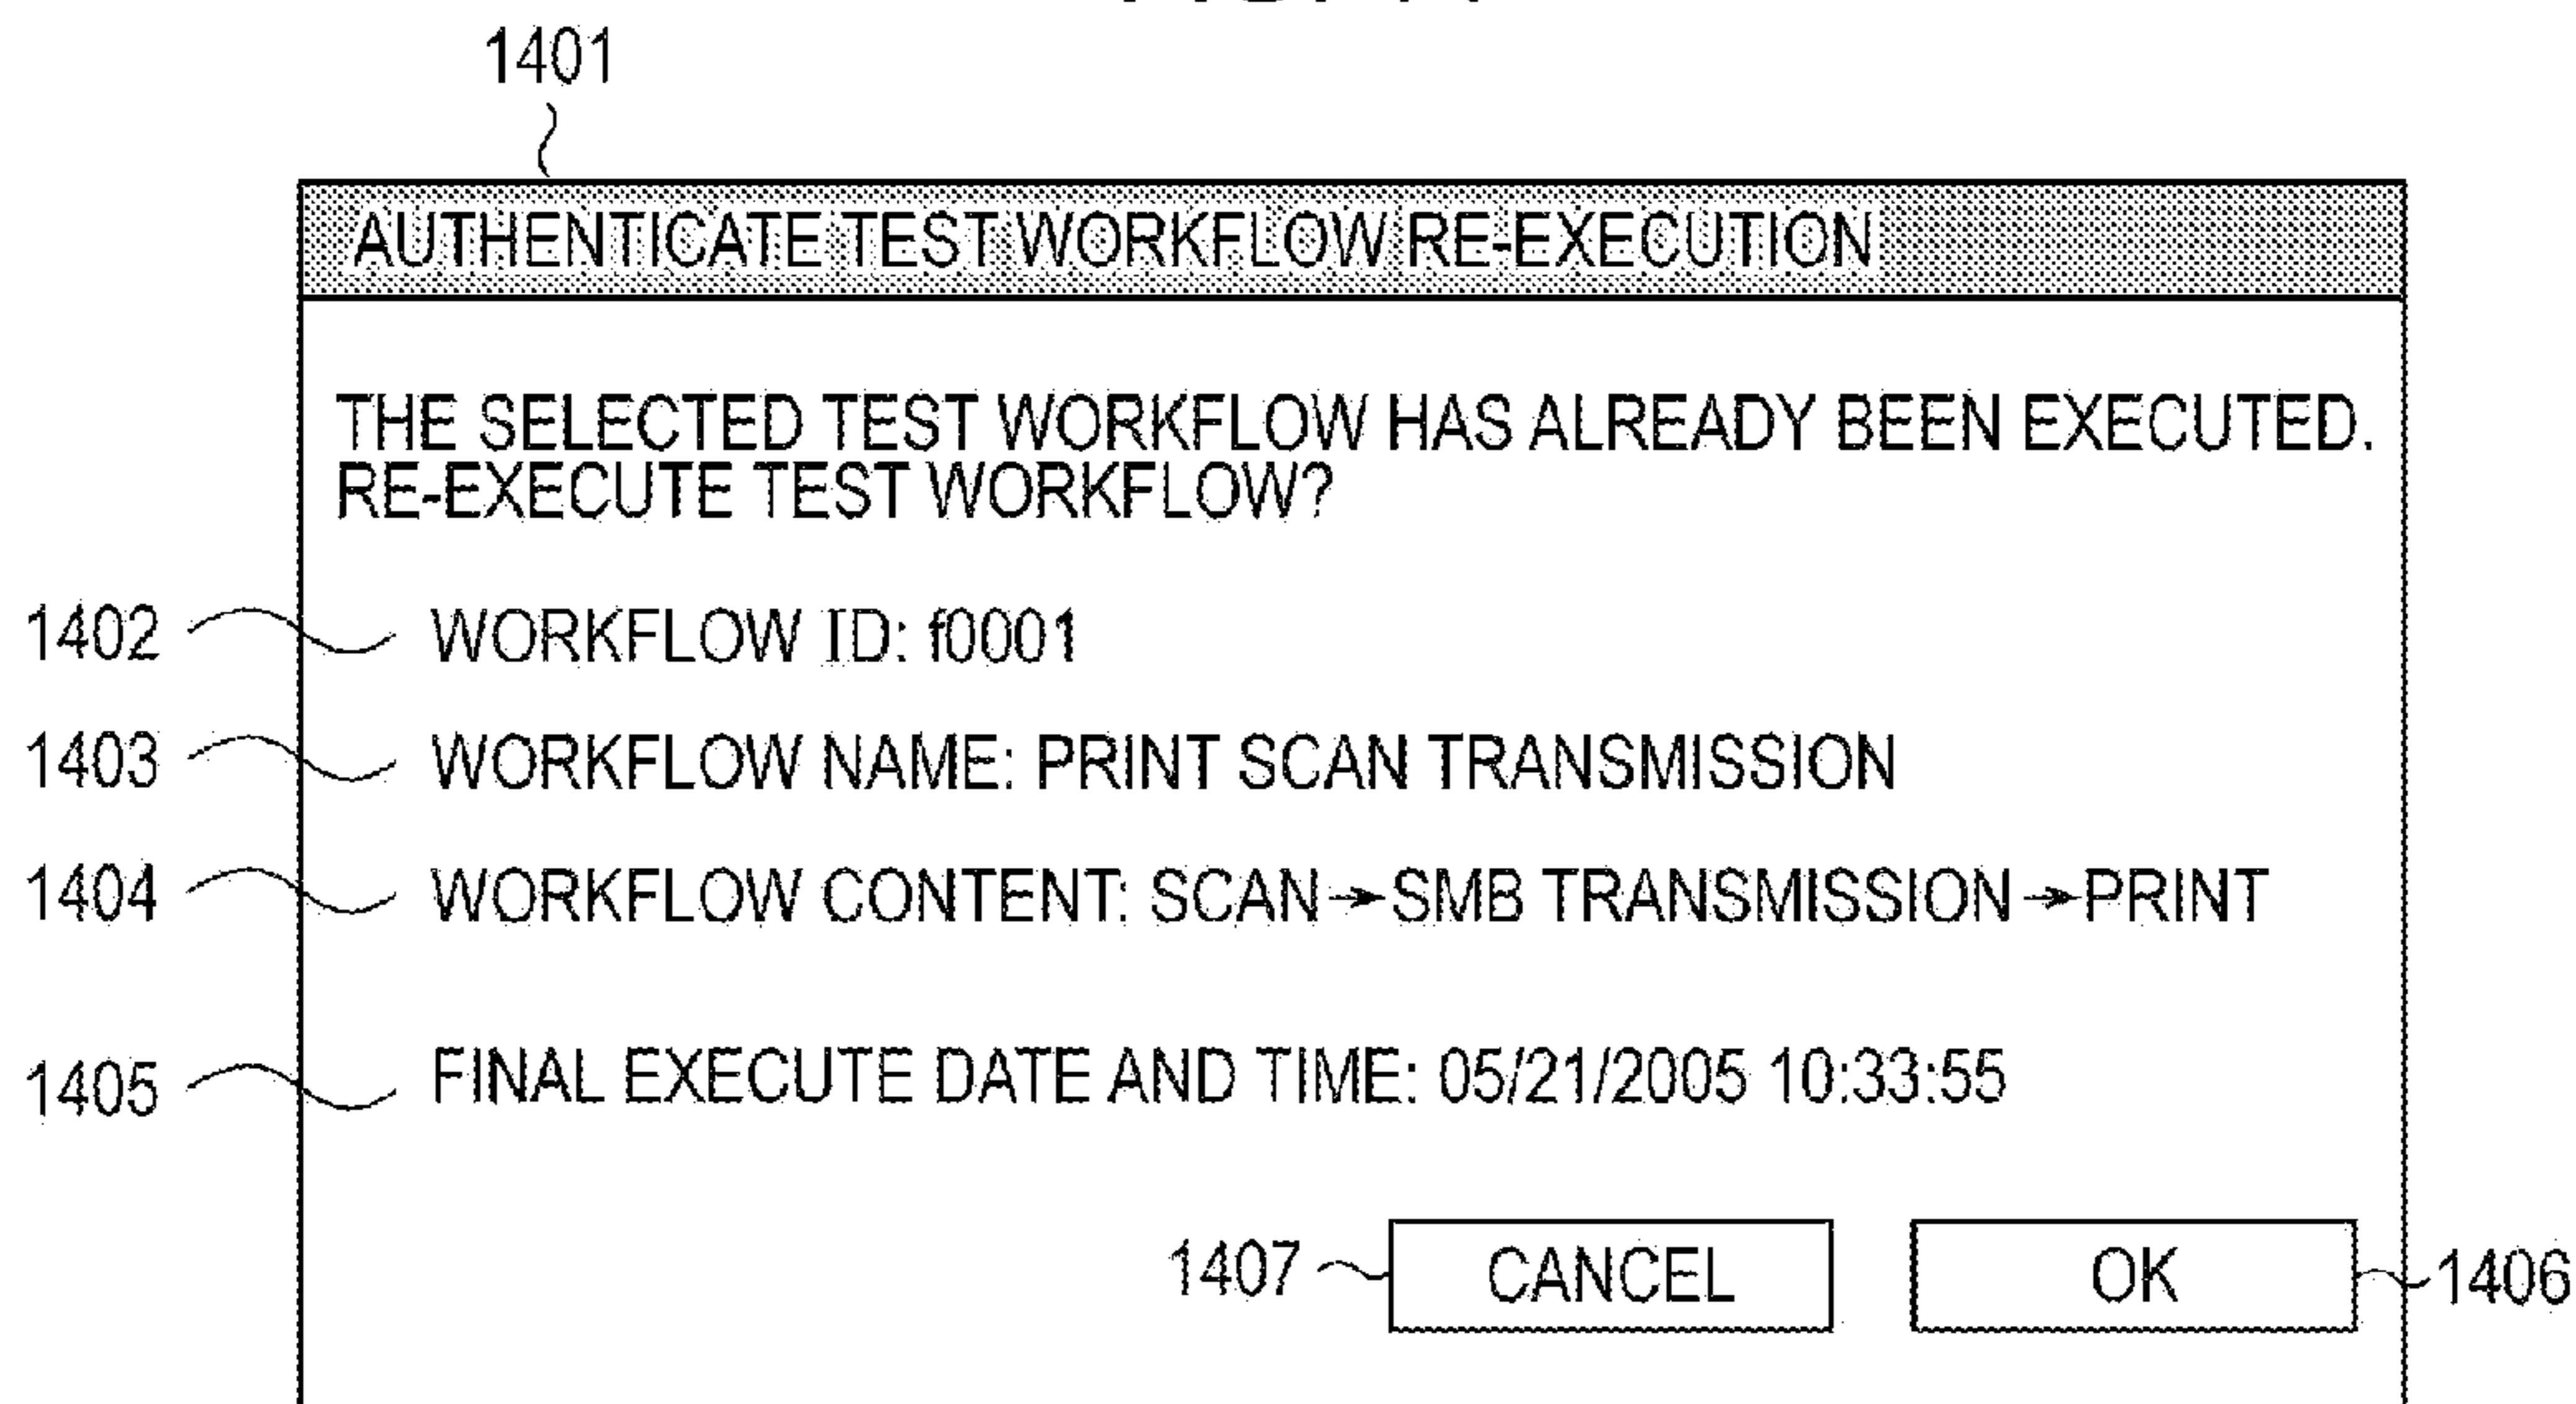 1401
AUTHENTICATE TEST WORKFLOW RE-EXECUTION
THE SELECTED TEST WORKFLOW HAS ALREADY BEEN EXECUTED.
RE-EXECUTE TEST WORKFLOW?
1402 WORKFLOW ID: f0001
1403 WORKFLOW NAME: PRINT SCAN TRANSMISSION
1404 WORKFLOW CONTENT: SCAN→SMB TRANSMISSION→PRINT
1405 FINAL EXECUTE DATE AND TIME: 05/21/2005 10:33:55
1407 CANCEL OK 1406